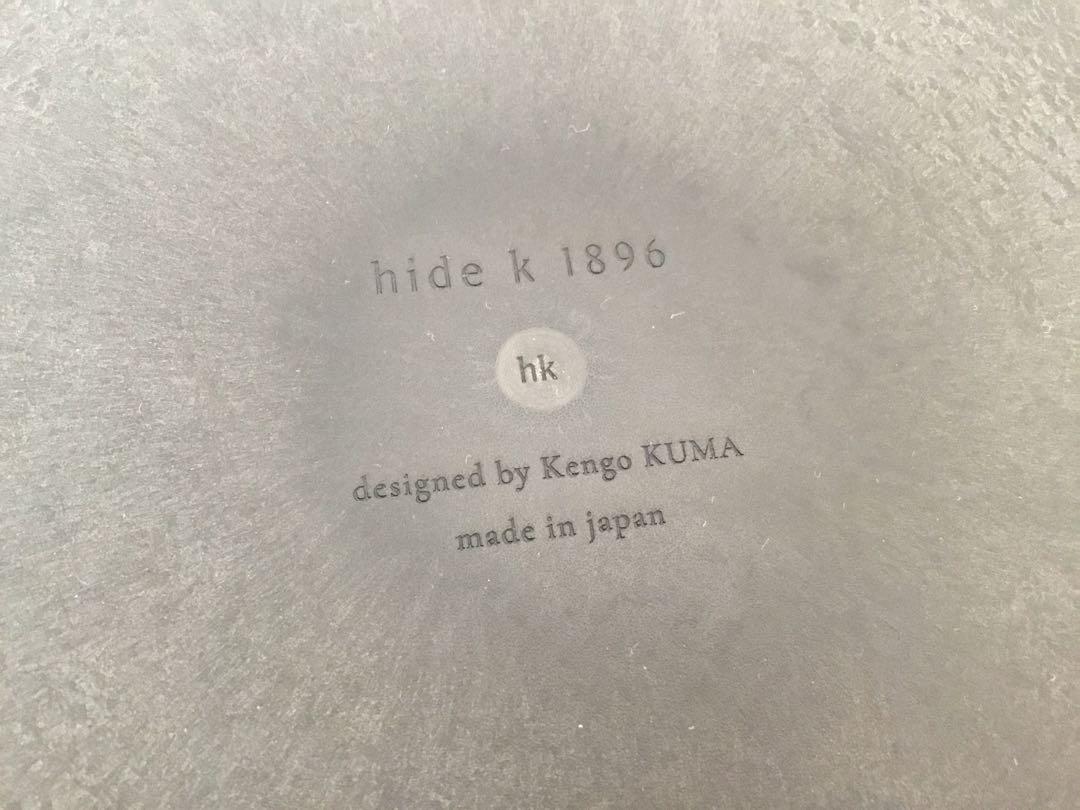 hide k 1896
hk
designed by Kengo KUMA
made in japan